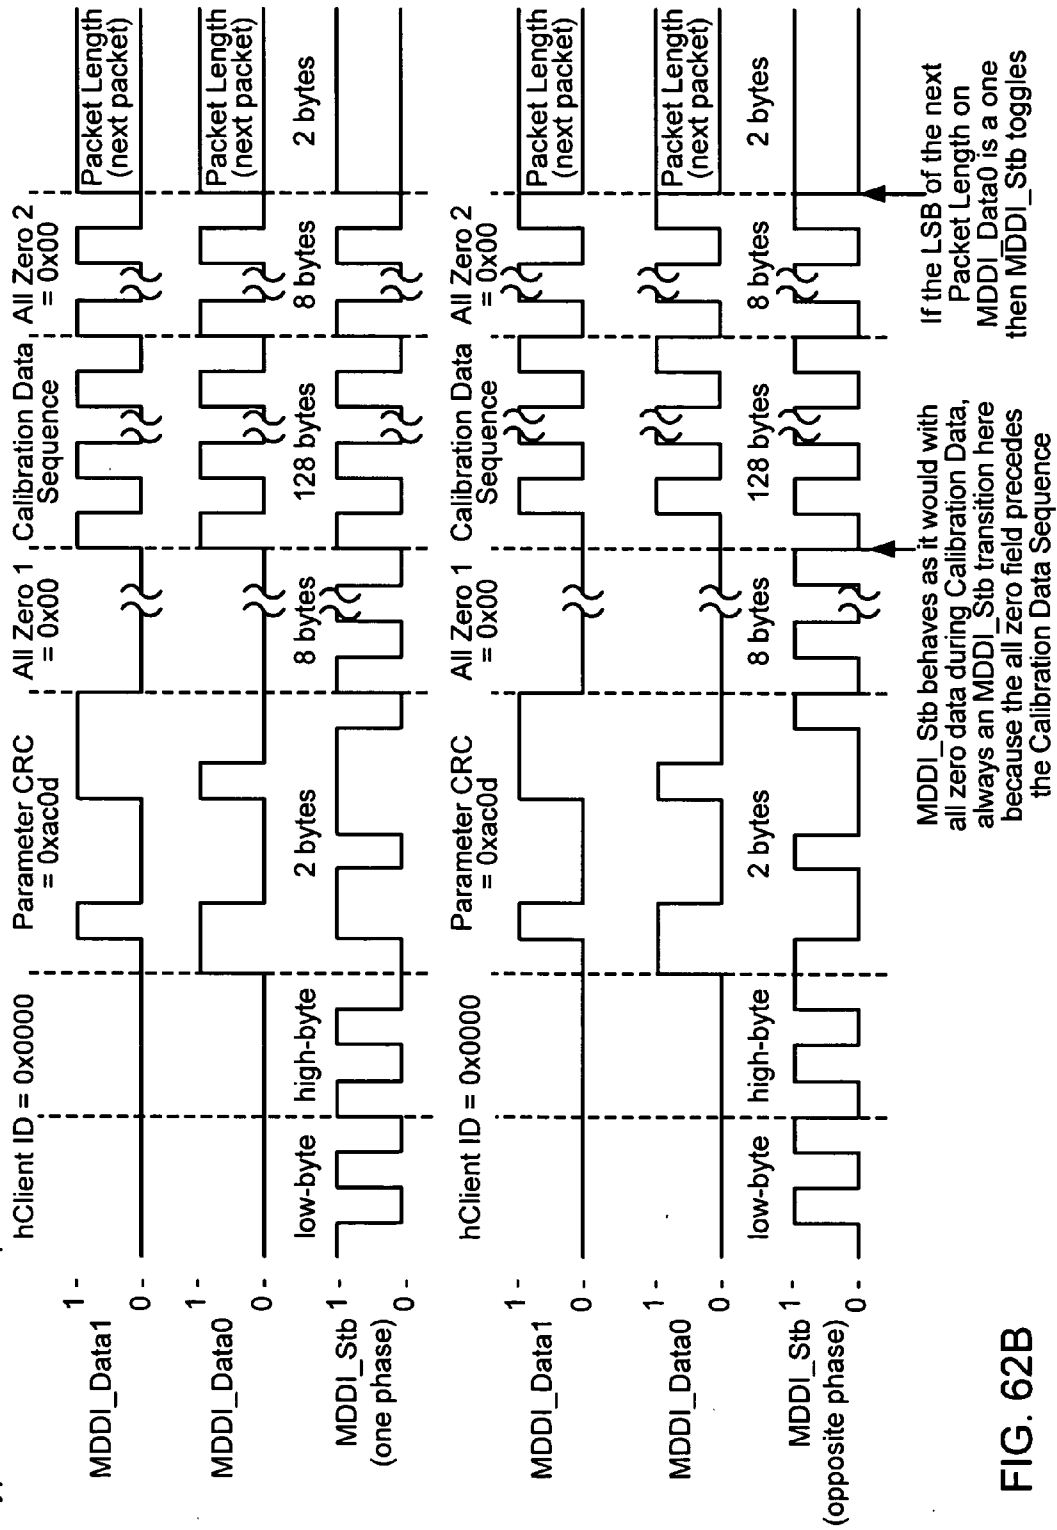 hClient ID = 0x0000
Parameter CRC
= 0xac0d
All Zero 1
= 0x00
Calibration Data
Sequence
All Zero 2
= 0x00
MDDI_Data1
1
0
Packet Length
(next packet)
MDDI_Data0
1
0
Packet Length
(next packet)
low-byte
high-byte
2 bytes
8 bytes
128 bytes
8 bytes
2 bytes
MDDI_Stb
(one phase)
1
0
hClient ID = 0x0000
Parameter CRC
= 0xac0d
All Zero 1
= 0x00
Calibration Data
Sequence
All Zero 2
= 0x00
MDDI_Data1
1
0
Packet Length
(next packet)
MDDI_Data0
1
0
Packet Length
(next packet)
low-byte
high-byte
2 bytes
8 bytes
128 bytes
8 bytes
2 bytes
MDDI_Stb
(opposite phase)
1
0
MDDI_Stb behaves as it would with
all zero data during Calibration Data,
always an MDDI_Stb transition here
because the all zero field precedes
the Calibration Data Sequence
If the LSB of the next
Packet Length on
MDDI_Data0 is a one
then MDDI_Stb toggles
FIG. 62B